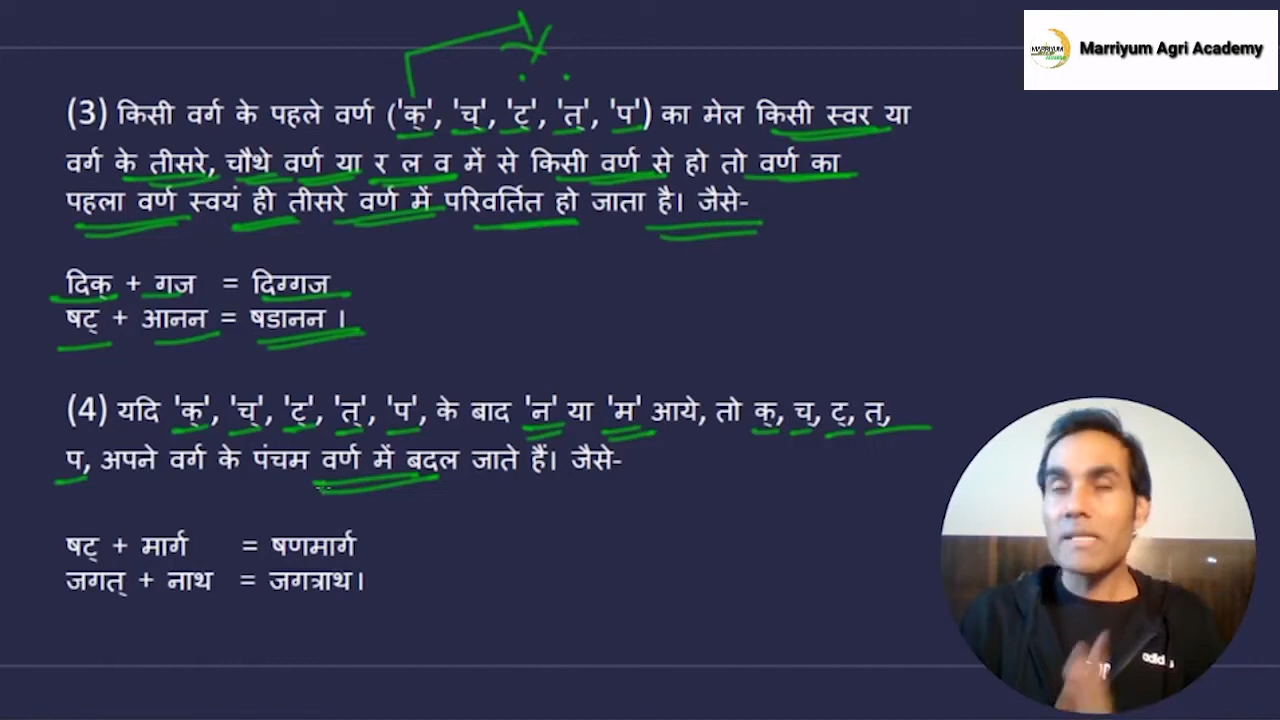 Marriyum Agri Academy
(3) किसी वर्ग के पहले वर्ण ('क्', 'च्', 'ट्', 'त्', 'प') का मेल किसी स्वर या
वर्ग के तीसरे, चौथे वर्ण या र ल व में से किसी वर्ण से हो तो वर्ण का
पहला वर्ण स्वयं ही तीसरे वर्ण में परिवर्तित हो जाता है। जैसे-
दिक् + गज = दिग्गज
षट् + आनन = षडानन ।
(4) यदि 'क्', 'च्', 'ट्', 'त्', 'प', के बाद 'न' या 'म' आये, तो क्, च्, ट्, त्,
प, अपने वर्ग के पंचम वर्ण में बदल जाते हैं। जैसे-
षट् + मार्ग = षणमार्ग
जगत् + नाथ = जगत्राथ।